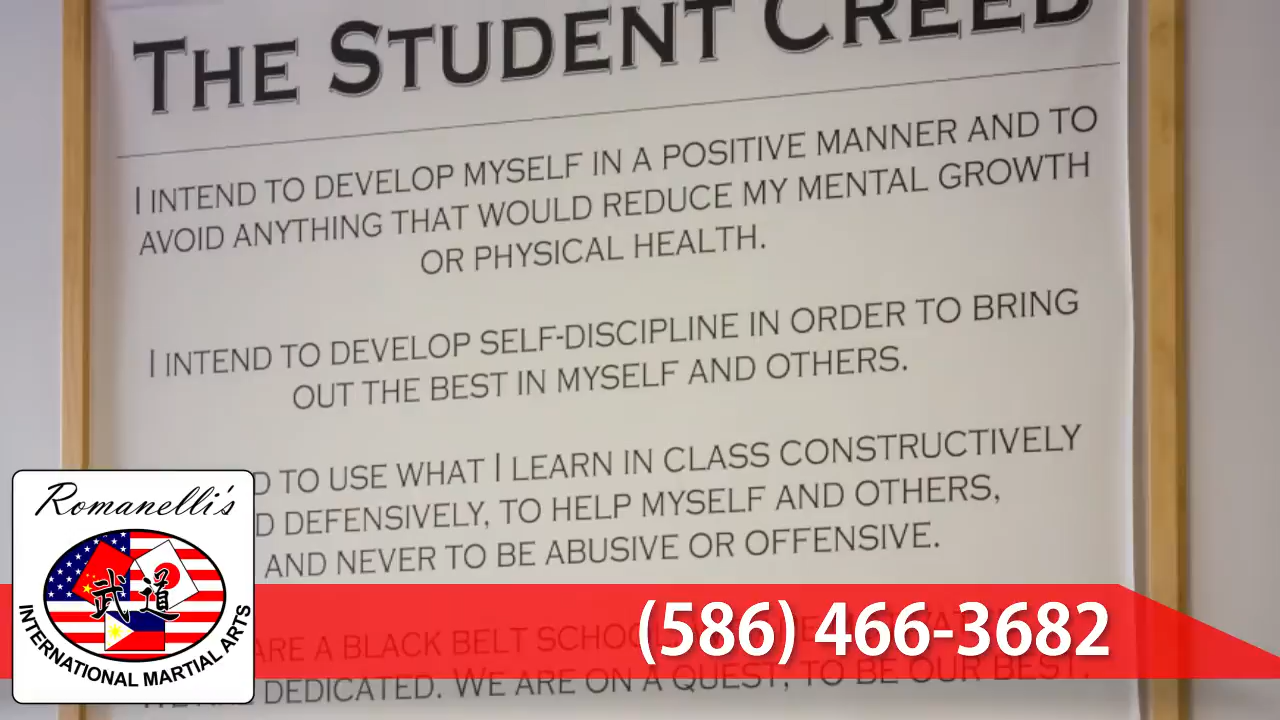 THE STUDENT CREED
I INTEND TO DEVELOP MYSELF IN A POSITIVE MANNER AND TO
AVOID ANYTHING THAT WOULD REDUCE MY MENTAL GROWTH
OR PHYSICAL HEALTH.
I INTEND TO DEVELOP SELF-DISCIPLINE IN ORDER TO BRING
OUT THE BEST IN MYSELF AND OTHERS.
TO USE WHAT I LEARN IN CLASS CONSTRUCTIVELY
DEFENSIVELY, TO HELP MYSELF AND OTHERS,
AND NEVER TO BE ABUSIVE OR OFFENSIVE.
ARE A BLACK BELT SCHOOL
DEDICATED. WE ARE ON A QUEST, TO BE OUR BEST.
Romanelli's
武道
INTERNATIONAL MARTIAL ARTS
(586) 466-3682